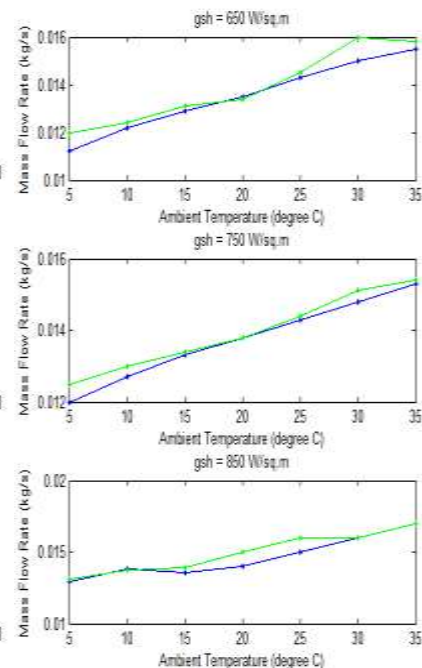 gsh = 650 W/sq.m
Mass Flow Rate (kg/s)
0.016
0.014
0.012
0.01
5 10 15 20 25 30 35
Ambient Temperature (degree C)
gsh = 750 W/sq.m
Mass Flow Rate (kg/s)
0.016
0.014
0.012
5 10 15 20 25 30 35
Ambient Temperature (degree C)
gsh = 850 W/sq.m
Mass Flow Rate (kg/s)
0.02
0.015
0.01
5 10 15 20 25 30 35
Ambient Temperature (degree C)